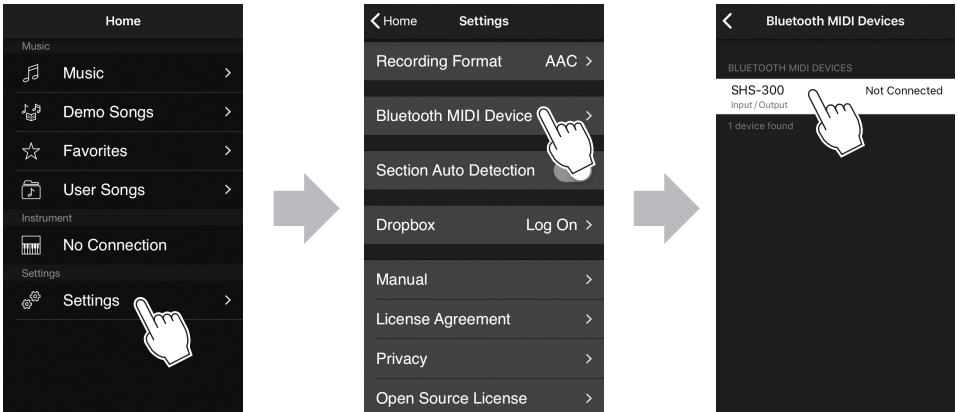 Home
Music
Music
Demo Songs
Favorites
User Songs
Instrument
No Connection
Settings
Settings
Home Settings
Recording Format AAC
Bluetooth MIDI Device
Section Auto Detection
Dropbox Log On
Manual
License Agreement
Privacy
Open Source License
Bluetooth MIDI Devices
BLUETOOTH MIDI DEVICES
SHS-300 Not Connected
Input / Output
1 device found